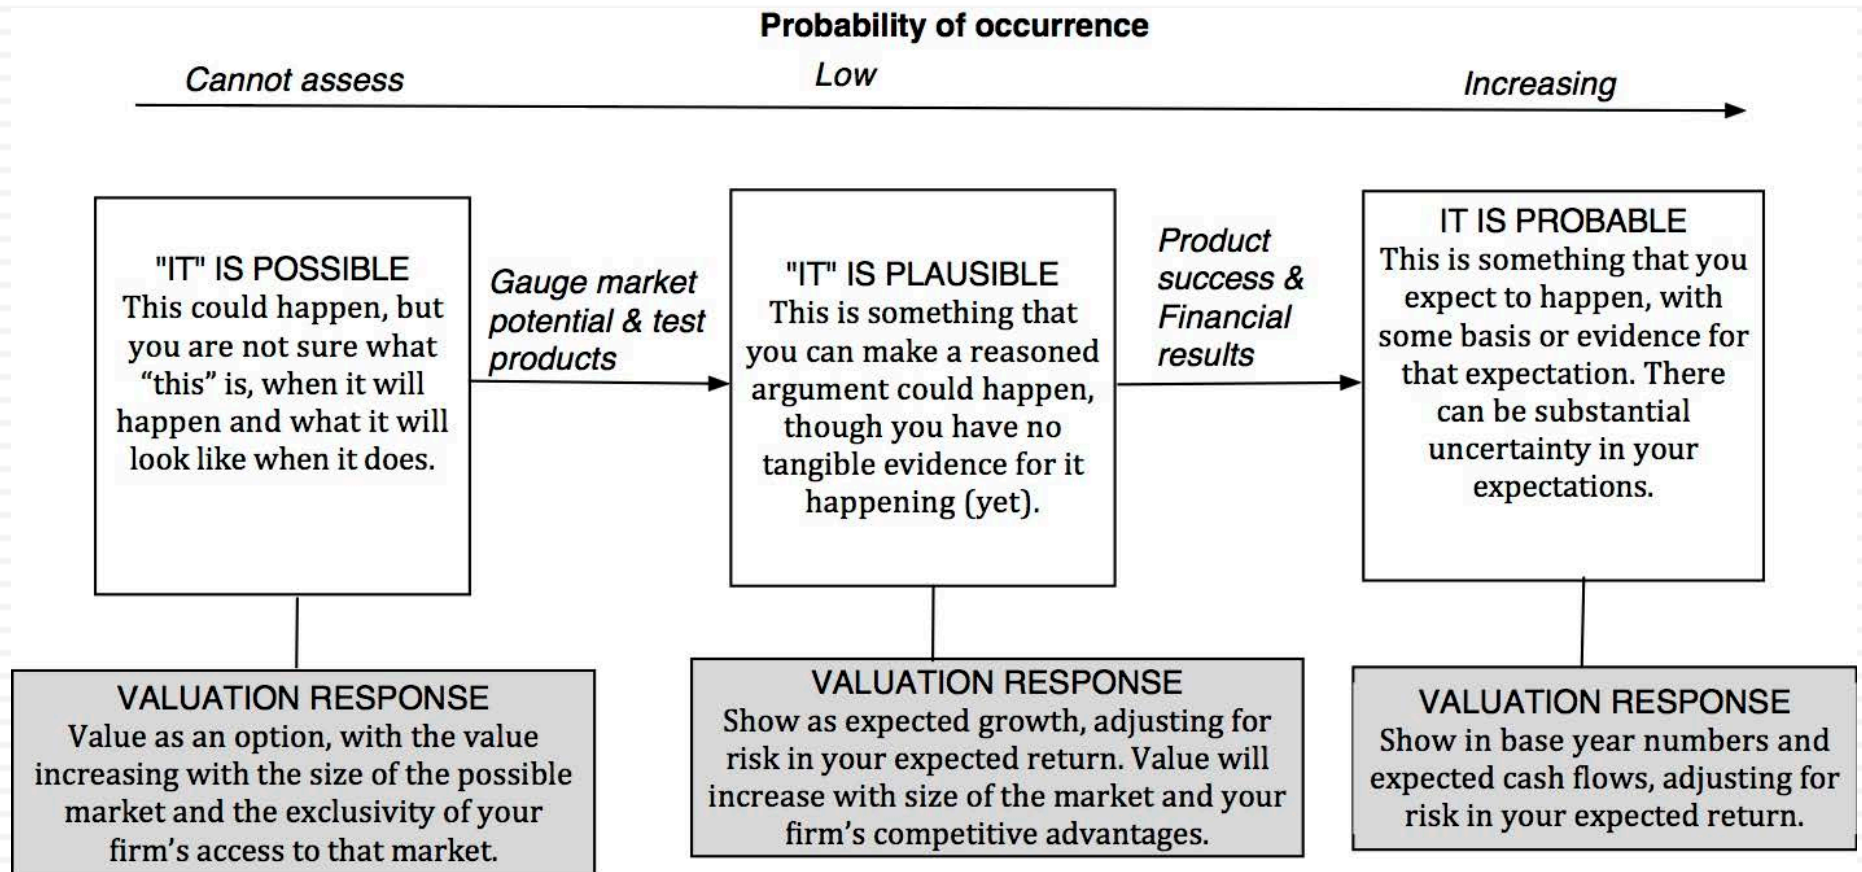 Probability of occurrence
Cannot assess
Low
Increasing
"IT" IS POSSIBLE
This could happen, but
you are not sure what
“this” is, when it will
happen and what it will
look like when it does.
Gauge market
potential & test
products
"IT" IS PLAUSIBLE
This is something that
you can make a reasoned
argument could happen,
though you have no
tangible evidence for it
happening (yet).
Product
success &
Financial
results
IT IS PROBABLE
This is something that you
expect to happen, with
some basis or evidence for
that expectation. There
can be substantial
uncertainty in your
expectations.
VALUATION RESPONSE
Value as an option, with the value
increasing with the size of the possible
market and the exclusivity of your
firm’s access to that market.
VALUATION RESPONSE
Show as expected growth, adjusting for
risk in your expected return. Value will
increase with size of the market and your
firm’s competitive advantages.
VALUATION RESPONSE
Show in base year numbers and
expected cash flows, adjusting for
risk in your expected return.